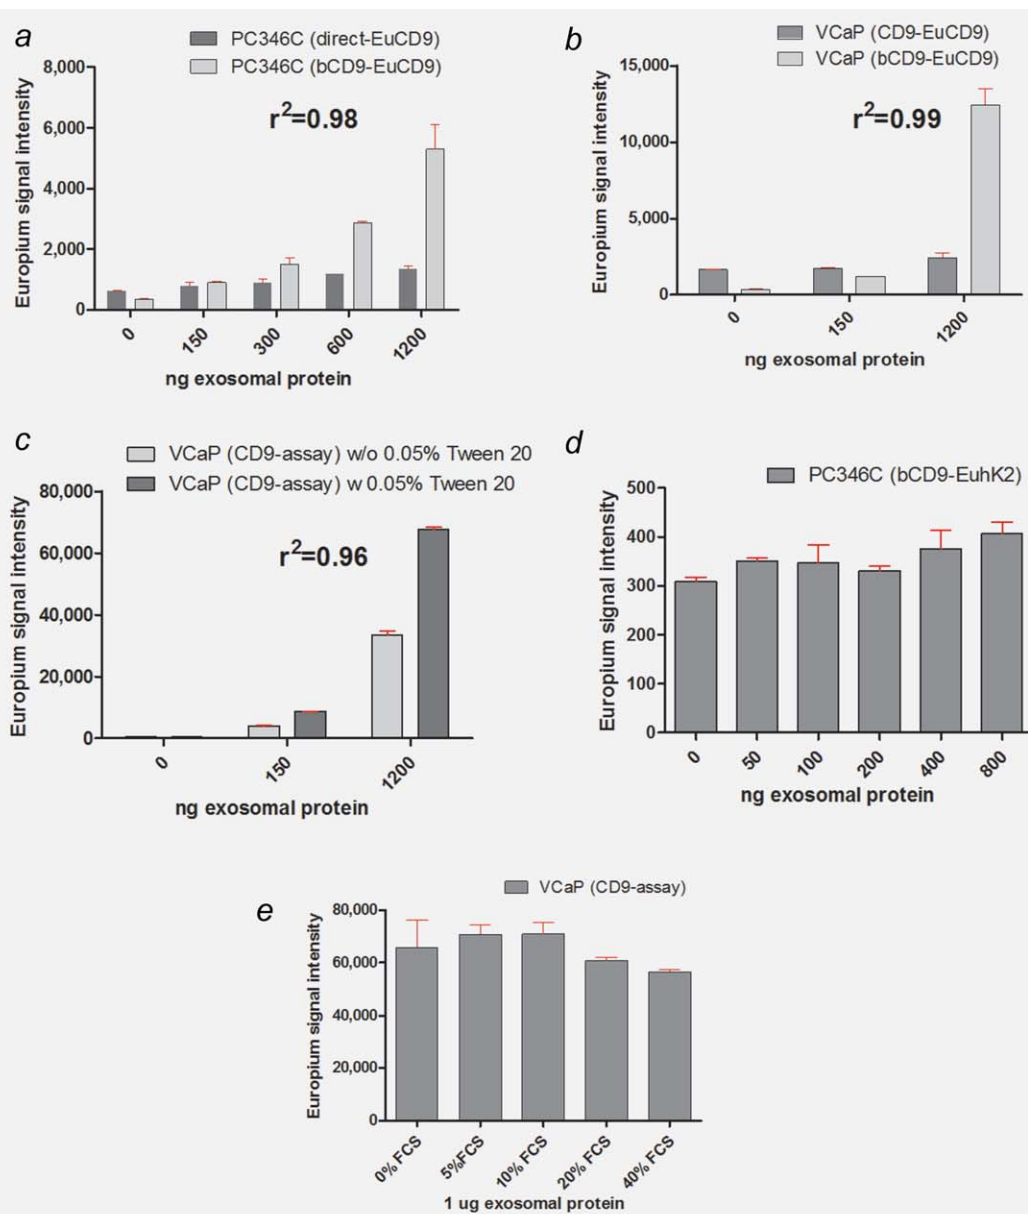 a
PC346C (direct-EuCD9)
PC346C (bCD9-EuCD9)
r²=0.98
Europium signal intensity
8,000
6,000
4,000
2,000
0
0 150 300 600 1200
ng exosomal protein
b
VCaP (CD9-EuCD9)
VCaP (bCD9-EuCD9)
r²=0.99
Europium signal intensity
15,000
10,000
5,000
0
0 150 1200
ng exosomal protein
c
VCaP (CD9-assay) w/o 0.05% Tween 20
VCaP (CD9-assay) w 0.05% Tween 20
r²=0.96
Europium signal intensity
80,000
60,000
40,000
20,000
0
0 150 1200
ng exosomal protein
d
PC346C (bCD9-EuhK2)
Europium signal intensity
500
400
300
200
100
0
0 50 100 200 400 800
ng exosomal protein
e
VCaP (CD9-assay)
Europium signal intensity
80,000
60,000
40,000
20,000
0
0% FCS 5%FCS 10% FCS 20% FCS 40% FCS
1 ug exosomal protein